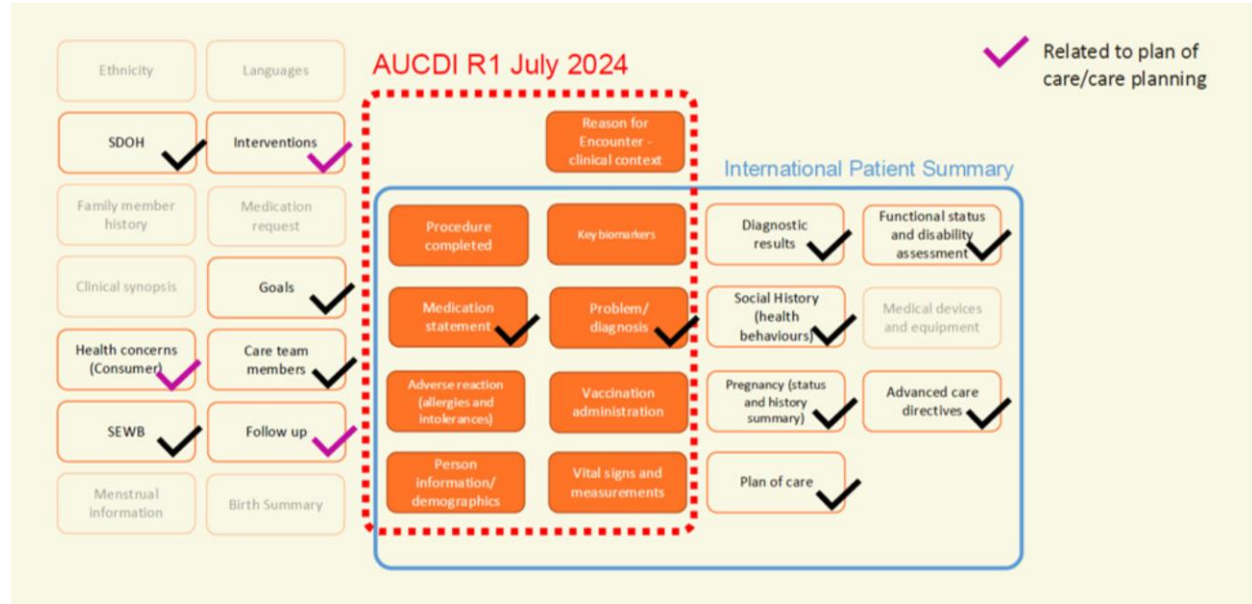 Ethnicity
Languages
SDOH
Interventions
Family member
history
Medication
request
Clinical synopsis
Goals
Health concerns
(Consumer)
Care team
members
SEWB
Follow up
Menstrual
information
Birth Summary
AUCDI R1 July 2024
Reason for
Encounter -
clinical context
International Patient Summary
Procedure
completed
Key biomarkers
Medication
statement
Problem/
diagnosis
Adverse reaction
(allergies and
intolerances)
Vaccination
administration
Person
information/
demographics
Vital signs and
measurements
Diagnostic
results
Functional status
and disability
assessment
Social History
(health
behaviours)
Medical devices
and equipment
Pregnancy (status
and history
summary)
Advanced care
directives
Plan of care
Related to plan of
care/care planning